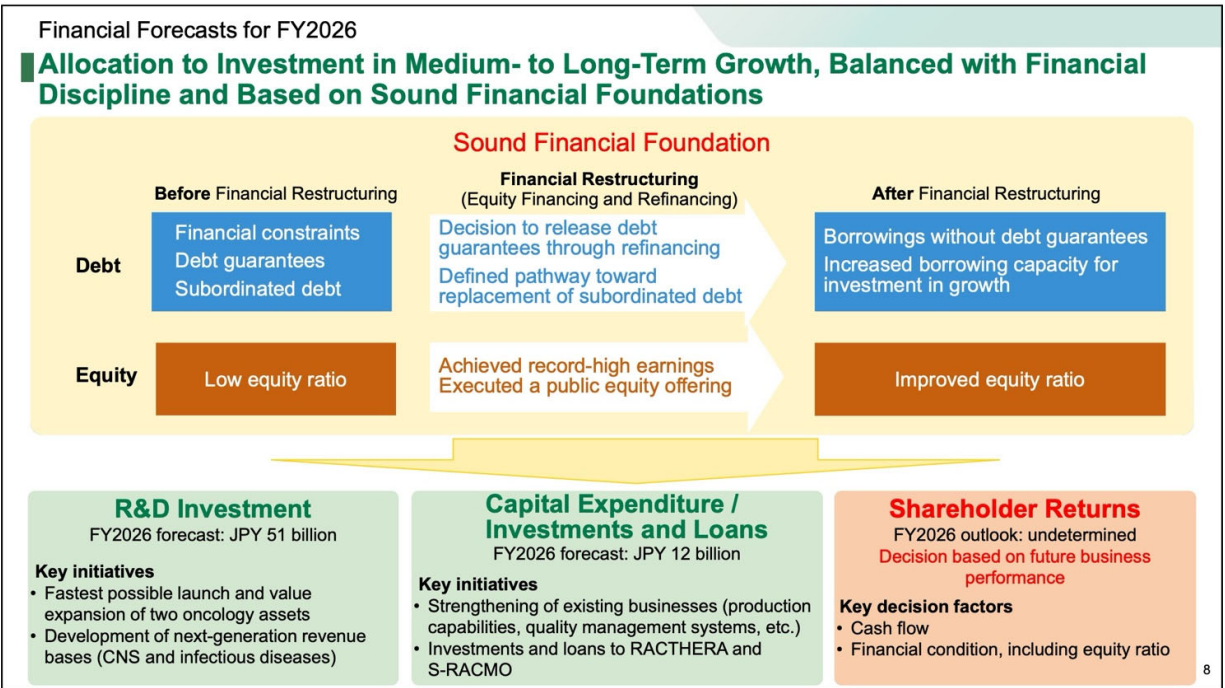 Financial Forecasts for FY2026
Allocation to Investment in Medium- to Long-Term Growth, Balanced with Financial
Discipline and Based on Sound Financial Foundations
Sound Financial Foundation
Before Financial Restructuring
Financial Restructuring
(Equity Financing and Refinancing)
After Financial Restructuring
Debt
Financial constraints
Debt guarantees
Subordinated debt
Decision to release debt
guarantees through refinancing
Defined pathway toward
replacement of subordinated debt
Borrowings without debt guarantees
Increased borrowing capacity for
investment in growth
Equity
Low equity ratio
Achieved record-high earnings
Executed a public equity offering
Improved equity ratio
R&D Investment
FY2026 forecast: JPY 51 billion
Key initiatives
• Fastest possible launch and value
expansion of two oncology assets
• Development of next-generation revenue
bases (CNS and infectious diseases)
Capital Expenditure /
Investments and Loans
FY2026 forecast: JPY 12 billion
Key initiatives
• Strengthening of existing businesses (production
capabilities, quality management systems, etc.)
• Investments and loans to RACTHERA and
S-RACMO
Shareholder Returns
FY2026 outlook: undetermined
Decision based on future business
performance
Key decision factors
• Cash flow
• Financial condition, including equity ratio
8